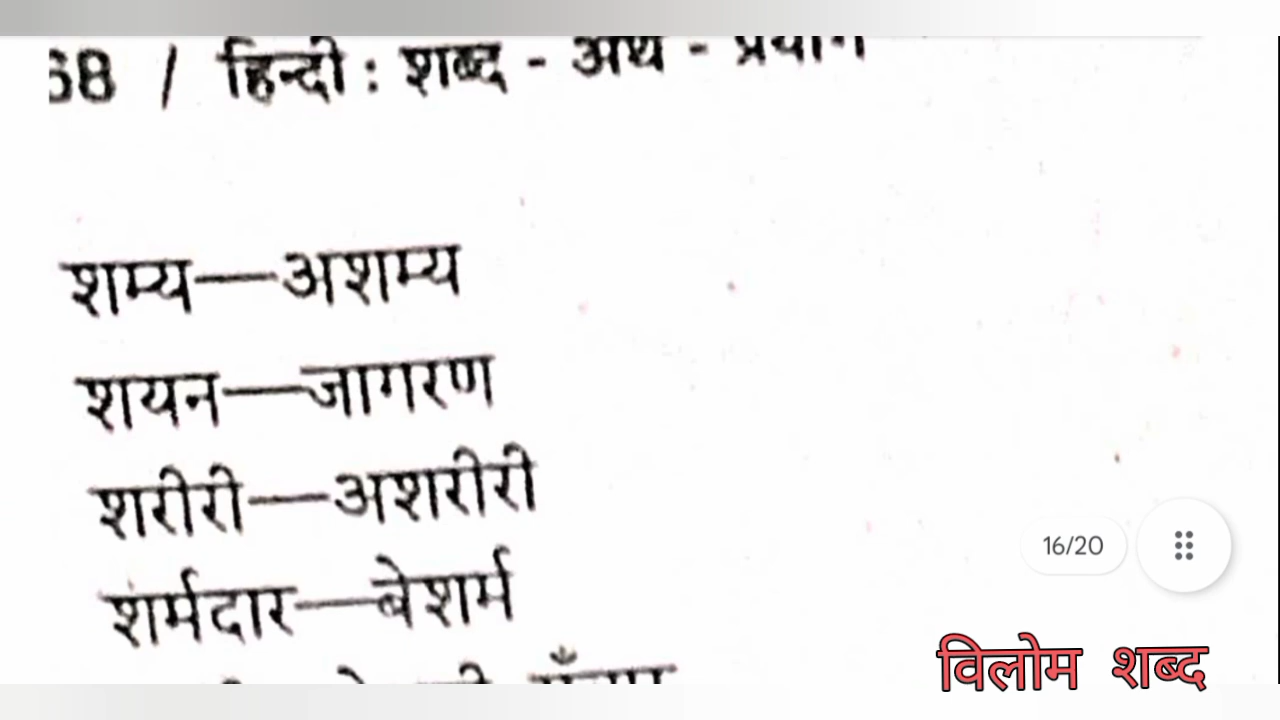 68 / हिन्दी : शब्द - अर्थ - प्रयोग
शम्य—अशम्य
शयन—जागरण
शरीरी—अशरीरी
शर्मदार—बेशर्म
16/20
विलोम शब्द